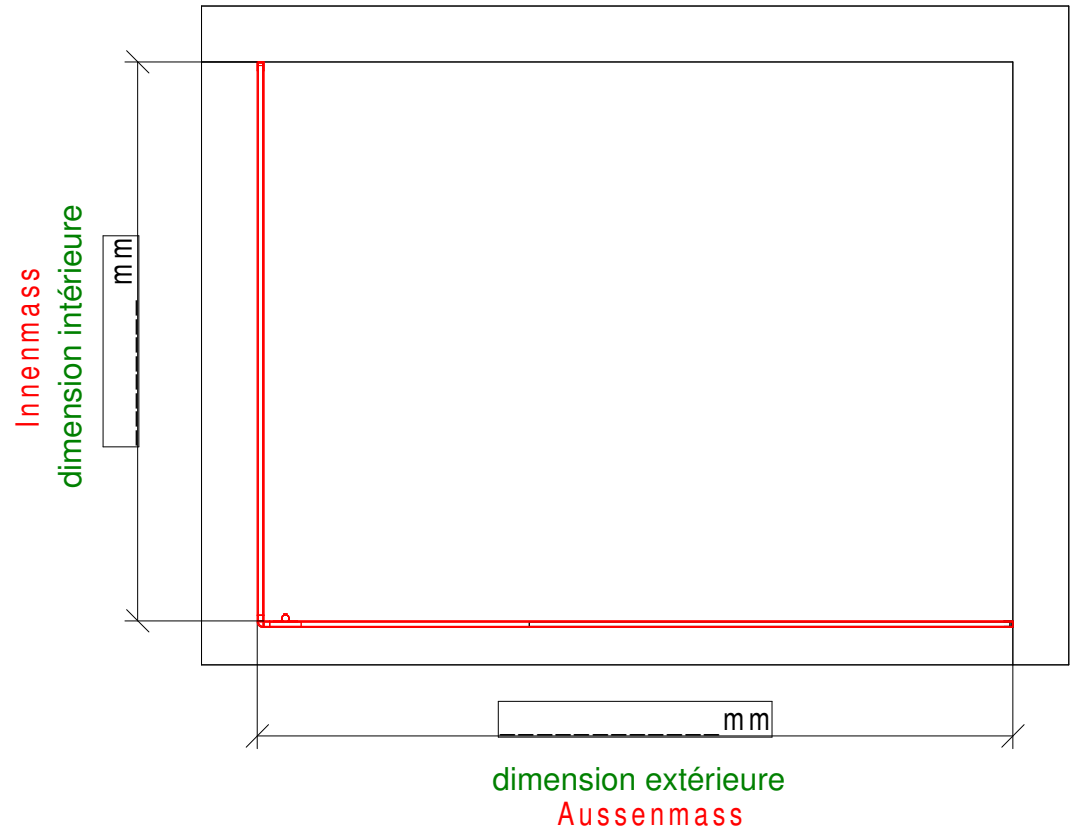 Innenmass
dimension intérieure
mm
mm
dimension extérieure
Aussenmass